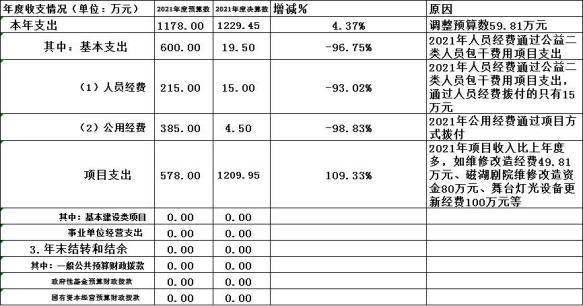 年度收支情况（单位：万元） 2021年度预算数 2021年度决算数 增减% 原因
本年支出 1178.00 1229.45 4.37% 调整预算数59.81万元
其中：基本支出 600.00 19.50 -96.75% 2021年人员经费通过公益二
类人员包干费用项目支出
（1）人员经费 215.00 15.00 -93.02% 2021年人员经费通过公益二
类人员包干费用项目支出，
通过人员经费拨付的只有15
万元
（2）公用经费 385.00 4.50 -98.83% 2021年公用经费通过项目方
式拨付
项目支出 578.00 1209.95 109.33% 2021年项目收入比上年度
多，如维修改造经费49.81
万元、磁湖剧院维修改造资
金80万元、舞台灯光设备更
新经费100万元等
其中：基本建设类项目 0.00 0.00
事业单位经营支出 0.00 0.00
3.年末结转和结余 0.00 0.00
其中：一般公共预算财政拨款 0.00 0.00
政府性基金预算财政拨款 0.00 0.00
国有资本经营预算财政拨款 0.00 0.00